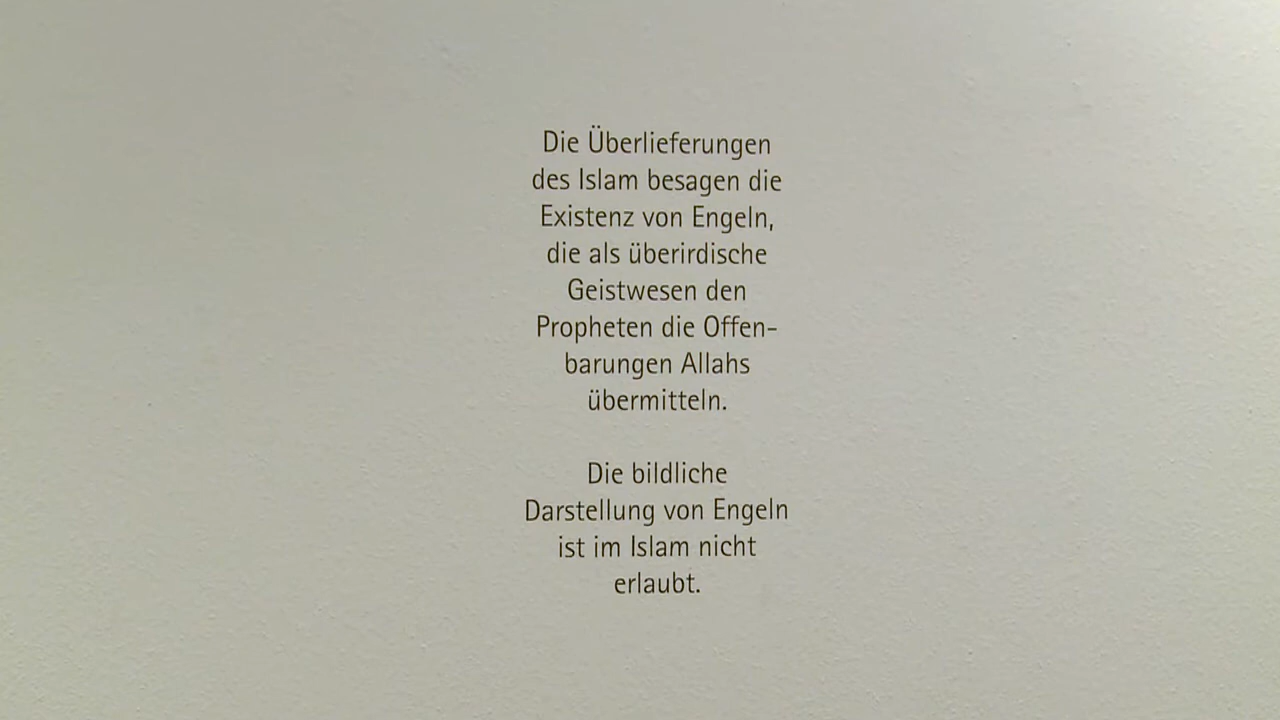 Die Überlieferungen
des Islam besagen die
Existenz von Engeln,
die als überirdische
Geistwesen den
Propheten die Offen-
barungen Allahs
übermitteln.
Die bildliche
Darstellung von Engeln
ist im Islam nicht
erlaubt.